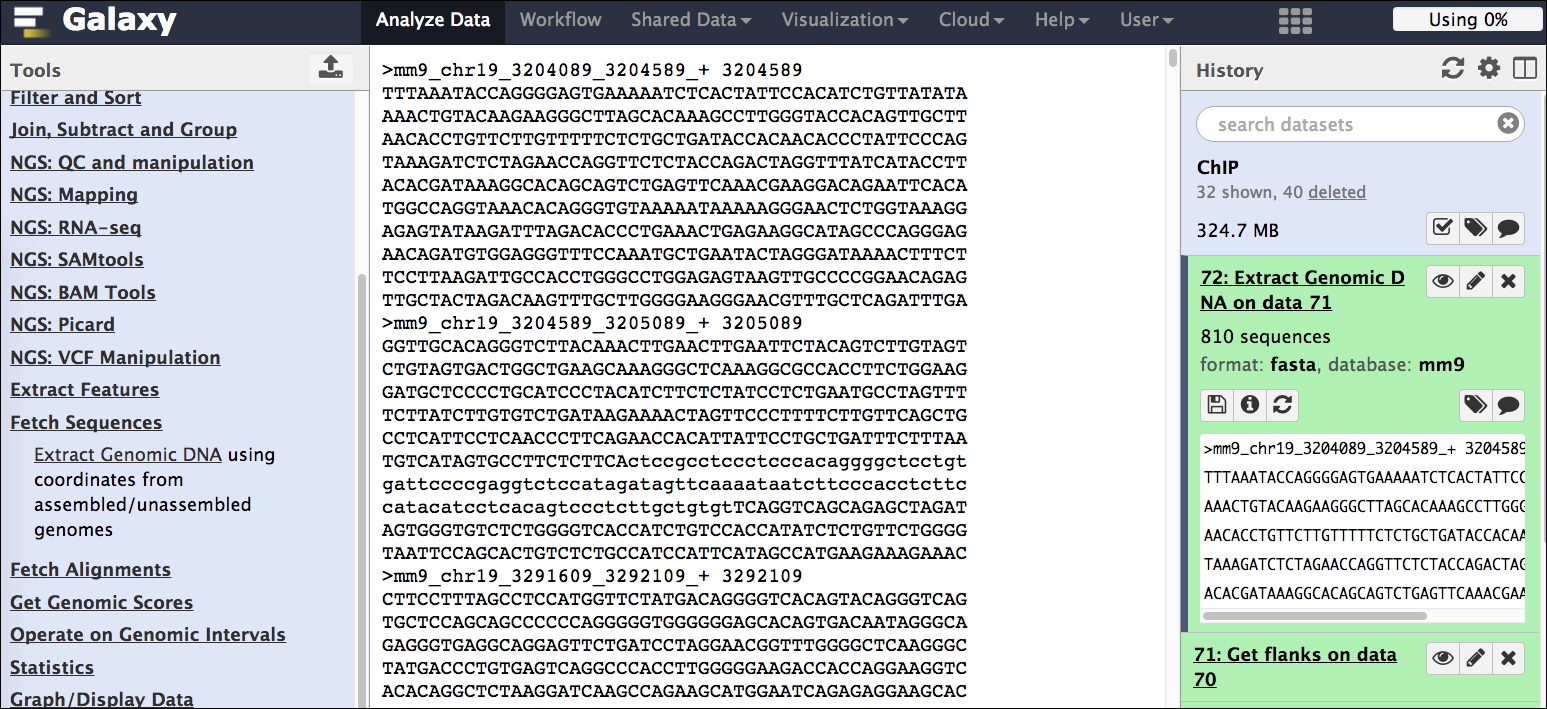 Galaxy
Analyze Data
Workflow
Shared Data
Visualization
Cloud
Help
User
Using 0%
Tools
Filter and Sort
Join, Subtract and Group
NGS: QC and manipulation
NGS: Mapping
NGS: RNA-seq
NGS: SAMtools
NGS: BAM Tools
NGS: Picard
NGS: VCF Manipulation
Extract Features
Fetch Sequences
Extract Genomic DNA using
coordinates from
assembled/unassembled
genomes
Fetch Alignments
Get Genomic Scores
Operate on Genomic Intervals
Statistics
Graph/Display Data
>mm9_chr19_3204089_3204589_+ 3204589
TTTAAATACCAGGGGAGTGAAAAATCTCACTATTCCACATCTGTTATATA
AAACTGTACAAGAAGGGCTTAGCACAAAGCCTTGGGTACCACAGTTGCTT
AACACCTGTTCTTGTTTTTCTCTGCTGATACCACAACACCCTATTCCCAG
TAAAGATCTCTAGAACCAGGTTCTCTACCAGACTAGGTTTATCATACCTT
ACACGATAAAGGCACAGCAGTCTGAGTTCAAACGAAGGACAGAATTCACA
TGGCCAGGTAAACACAGGGTGTAAAAATAAAAAGGGAACTCTGGTAAAGG
AGAGTATAAGATTTAGACACCCTGAAACTGAGAAGGCATAGCCCAGGGAG
AACAGATGTGGAGGGTTTCCAAATGCTGAATACTAGGGATAAAACTTTCT
TCCTTAAGATTGCCACCTGGGCCTGGAGAGTAAGTTGCCCCGGAACAGAG
TTGCTACTAGACAAGTTTGCTTGGGGAAGGGAACGTTTGCTCAGATTTGA
>mm9_chr19_3204589_3205089_+ 3205089
GGTTGCACAGGGTCTTACAAACTTGAACTTGAATTCTACAGTCTTGTAGT
CTGTAGTGACTGGCTGAAGCAAAGGGCTCAAAGGCGCCACCTTCTGGAAG
GATGCTCCCCTGCATCCCTACATCTTCTCTATCCTCTGAATGCCTAGTTT
TCTTATCTTGTGTCTGATAAGAAAACTAGTTCCCTTTTCTTGTTCAGCTG
CCTCATTCCTCAACCCTTCAGAACCACATTATTCCTGCTGATTTCTTTAA
TGTCATAGTGCCTTCTCTTCActccgcctccctcccacaggggctcctgt
gattcccccgaggtctccatagatagttcaaaataatcttcccacctcttc
catacatcctcacagtccctcttgctgtgtTCAGGTCAGCAGAGCTAGAT
AGTGGGTGTCTCTGGGGTCACCATCTGTCCACCATATCTCTGTTCTGGGG
TAATTCCAGCACTGTCTCTGCCATCCATTCATAGCCATGAAGAAAGAAAC
>mm9_chr19_3291609_3292109_+ 3292109
CTTCCTTTAGCCTCCATGGTTCTATGACAGGGGTCACAGTACAGGGTCAG
TGCTCCAGCAGCCCCCCAGGGGGTGGGGGGAGCACAGTGACAATAGGGCA
GAGGGTGAGGCAGGAGTTCTGATCCTAGGAACGGTTTGGGGCTCAAGGGC
TATGACCCTGTGAGTCAGGCCCACCTTGGGGGAAGACCACCAGGAAGGTC
ACACAGGCTCTAAGGATCAAGCCAGAAGCATGGAATCAGAGAGGAAGCAC
History
search datasets
ChIP
32 shown, 40 deleted
324.7 MB
72: Extract Genomic D
NA on data 71
810 sequences
format: fasta, database: mm9
>mm9_chr19_3204089_3204589_+ 3204589
TTTAAATACCAGGGGAGTGAAAAATCTCACTATTCC
AAACTGTACAAGAAGGGCTTAGCACAAAGCCTTGGG
AACACCTGTTCTTGTTTTTCTCTGCTGATACCACAA
TAAAGATCTCTAGAACCAGGTTCTCTACCAGACTAG
ACACGATAAAGGCACAGCAGTCTGAGTTCAAACGAA
71: Get flanks on data
70